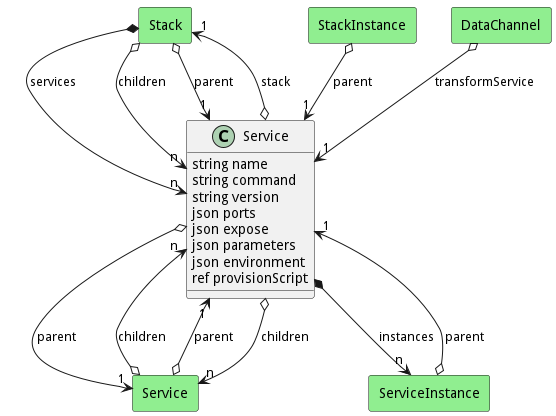 Stack
StackInstance
DataChannel
1
services
children
parent
stack
parent
transformService
1
1
1
n
n
C Service
string name
string command
string version
json ports
json expose
json parameters
json environment
ref provisionScript
n
1
1
parent
children
parent
children
instances
parent
1
n
n
Service
ServiceInstance